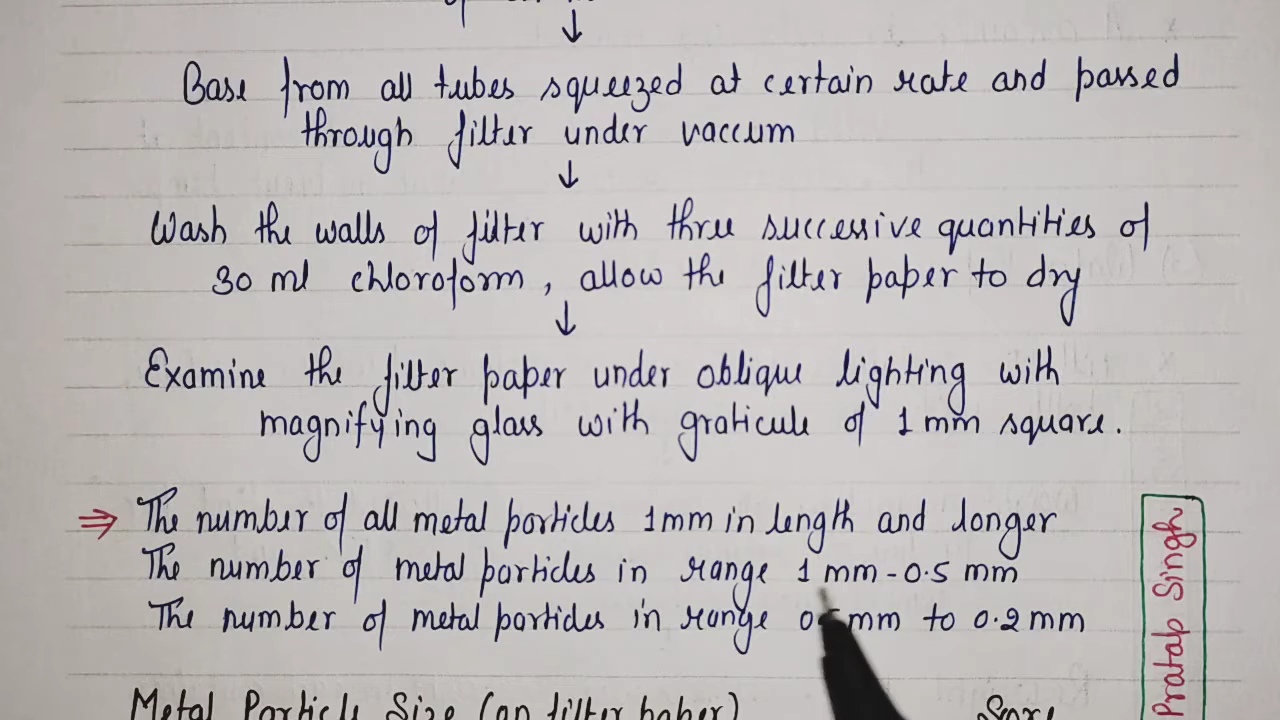 ↓
Base from all tubes squeezed at certain rate and passed
through filter under vaccum
↓
Wash the walls of filter with three successive quantities of
30 ml chloroform, allow the filter paper to dry
↓
Examine the filter paper under oblique lighting with
magnifying glass with graticule of 1 mm square.
⇒ The number of all metal particles 1mm in length and longer
The number of metal particles in range 1 mm - 0.5 mm
The number of metal particles in range mm to 0.2 mm
Metal Particle Size (on filter paper)
Pratap Singh